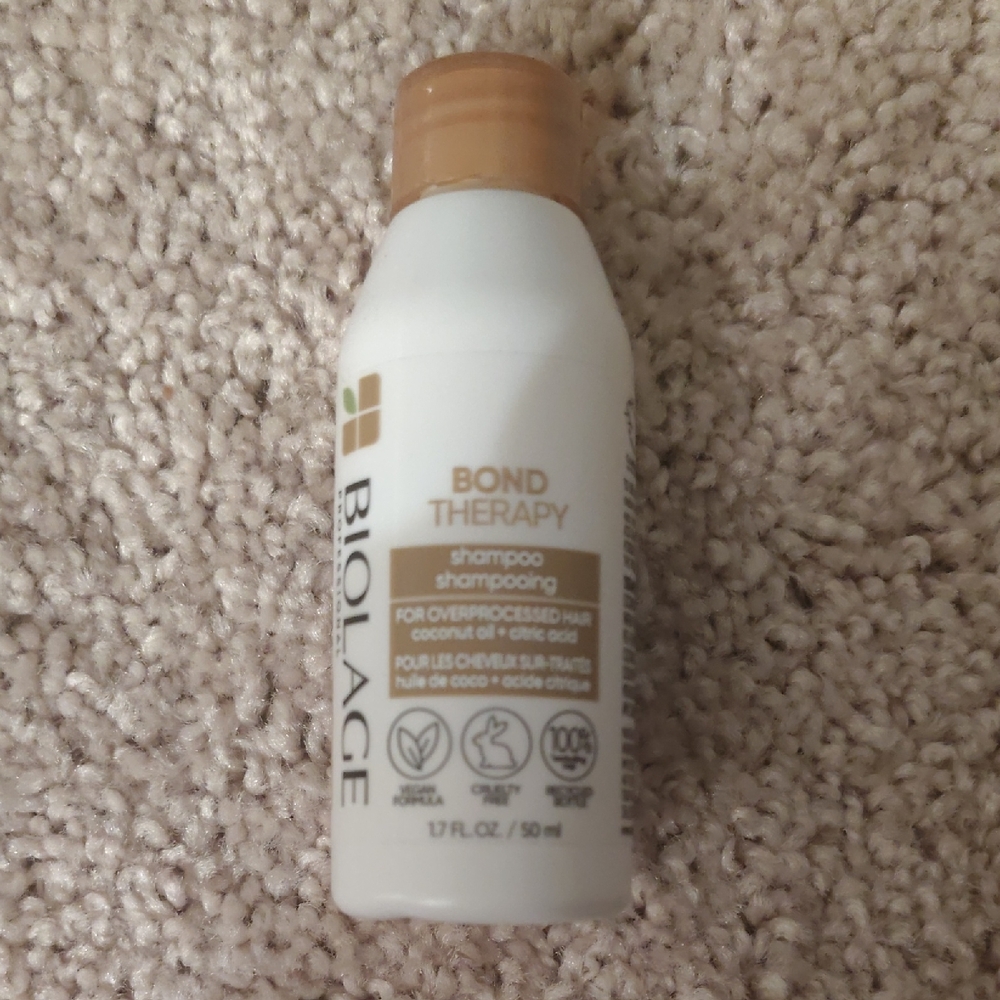 BIOLAGE
PROFESSIONAL
BOND
THERAPY
shampoo
shampooing
FOR OVERPROCESSED HAIR
coconut oil + citric acid
POUR LES CHEVEUX SUR-TRAITÉS
huile de coco + acide citrique
100%
VEGAN
FORMULA
CRUELTY
FREE
RECYCLED
BOTTLE
1.7 FL. OZ. / 50 ml